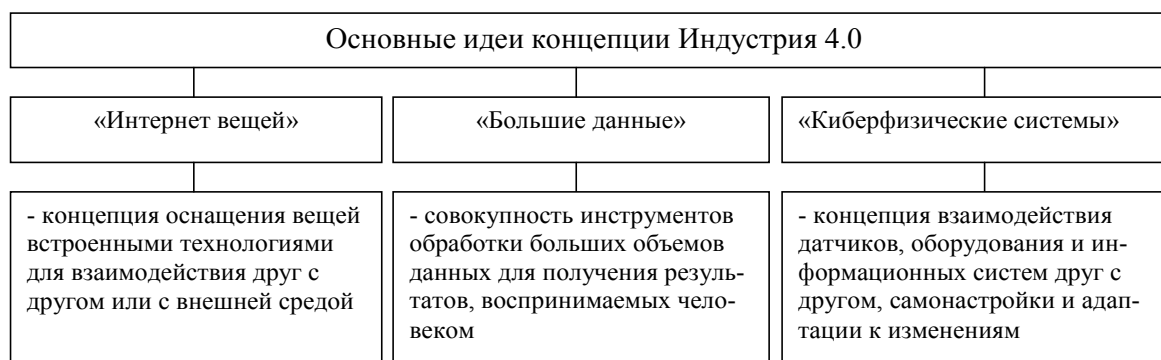 Основные идеи концепции Индустрия 4.0
«Интернет вещей»
«Большие данные»
«Киберфизические системы»
- концепция оснащения вещей
встроенными технологиями
для взаимодействия друг с
другом или с внешней средой
- совокупность инструментов
обработки больших объемов
данных для получения резуль-
татов, воспринимаемых чело-
веком
- концепция взаимодействия
датчиков, оборудования и ин-
формационных систем друг с
другом, самонастройки и адап-
тации к изменениям